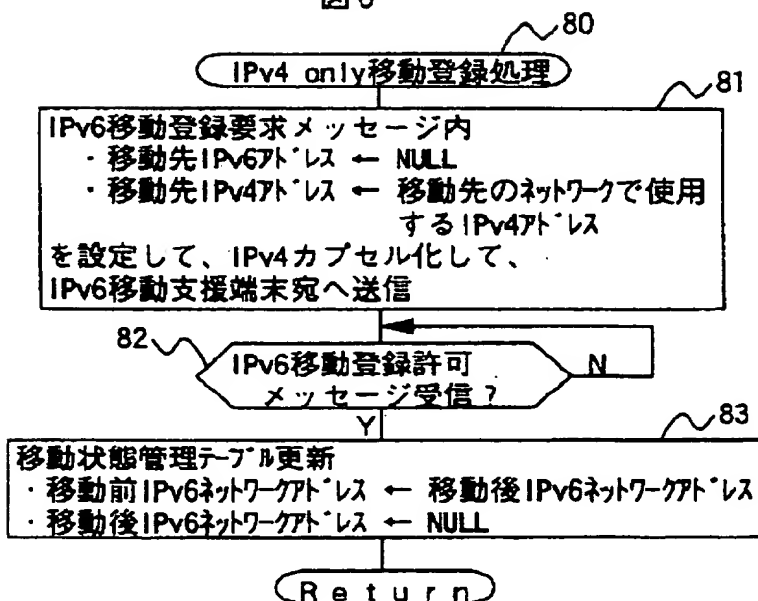 80
IPv4 only移動登録処理
81
IPv6移動登録要求メッセージ内
・移動先IPv6ｱﾄﾞﾚｽ ← NULL
・移動先IPv4ｱﾄﾞﾚｽ ← 移動先のﾈｯﾄﾜｰｸで使用
するIPv4ｱﾄﾞﾚｽ
を設定して、IPv4カプセル化して、
IPv6移動支援端末宛へ送信
82
IPv6移動登録許可
メッセージ受信？
N
Y
83
移動状態管理ﾃｰﾌﾞﾙ更新
・移動前IPv6ﾈｯﾄﾜｰｸｱﾄﾞﾚｽ ← 移動後IPv6ﾈｯﾄﾜｰｸｱﾄﾞﾚｽ
・移動後IPv6ﾈｯﾄﾜｰｸｱﾄﾞﾚｽ ← NULL
Return